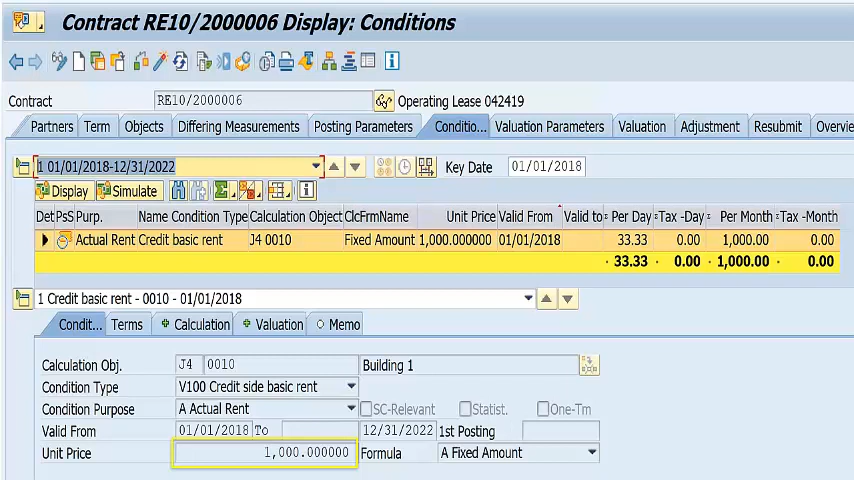 Contract RE10/2000006 Display: Conditions
Contract RE10/2000006 Operating Lease 042419
Partners Term Objects Differing Measurements Posting Parameters Conditio... Valuation Parameters Valuation Adjustment Resubmit Overvie
1 01/01/2018-12/31/2022 Key Date 01/01/2018
Display Simulate
Det PsS Purp. Name Condition Type Calculation Object ClcFrmName Unit Price Valid From Valid to Per Day Tax -Day Per Month Tax -Month
Actual Rent Credit basic rent J4 0010 Fixed Amount 1,000.000000 01/01/2018 33.33 0.00 1,000.00 0.00
33.33 0.00 1,000.00 0.00
1 Credit basic rent - 0010 - 01/01/2018
Condit... Terms Calculation Valuation Memo
Calculation Obj. J4 0010 Building 1
Condition Type V100 Credit side basic rent
Condition Purpose A Actual Rent SC-Relevant Statist. One-Tm
Valid From 01/01/2018 To 12/31/2022 1st Posting
Unit Price 1,000.000000 Formula A Fixed Amount